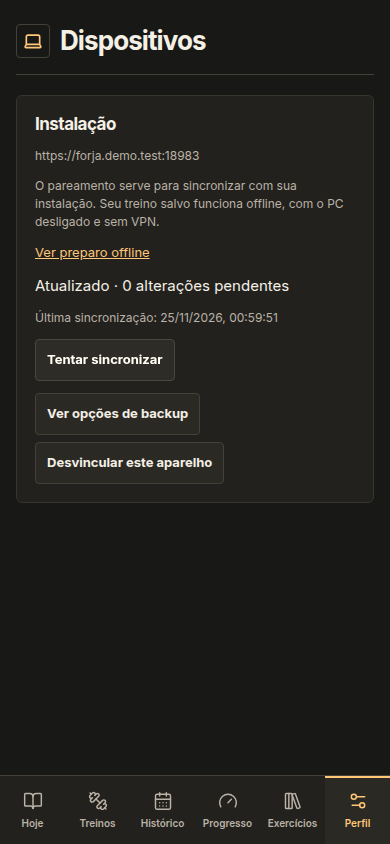 Dispositivos
Instalação
https://forja.demo.test:18983
O pareamento serve para sincronizar com sua
instalação. Seu treino salvo funciona offline, com o PC
desligado e sem VPN.
Ver preparo offline
Atualizado · 0 alterações pendentes
Última sincronização: 25/11/2026, 00:59:51
Tentar sincronizar
Ver opções de backup
Desvincular este aparelho
Hoje
Treinos
Histórico
Progresso
Exercícios
Perfil